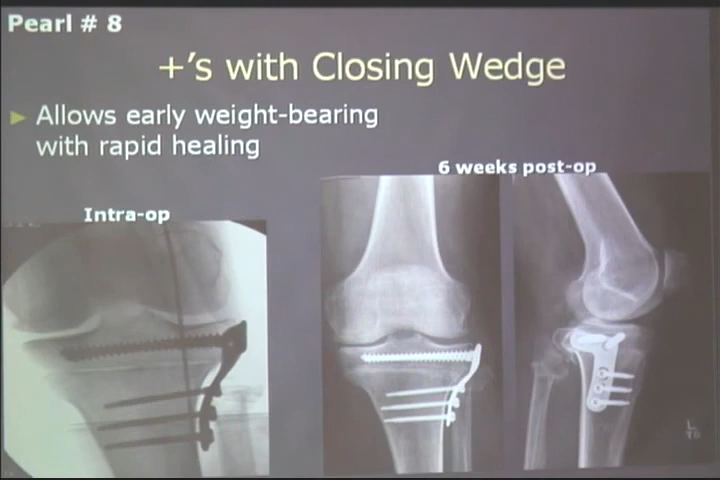 Pearl # 8
+'s with Closing Wedge
Allows early weight-bearing
with rapid healing
6 weeks post-op
Intra-op
L